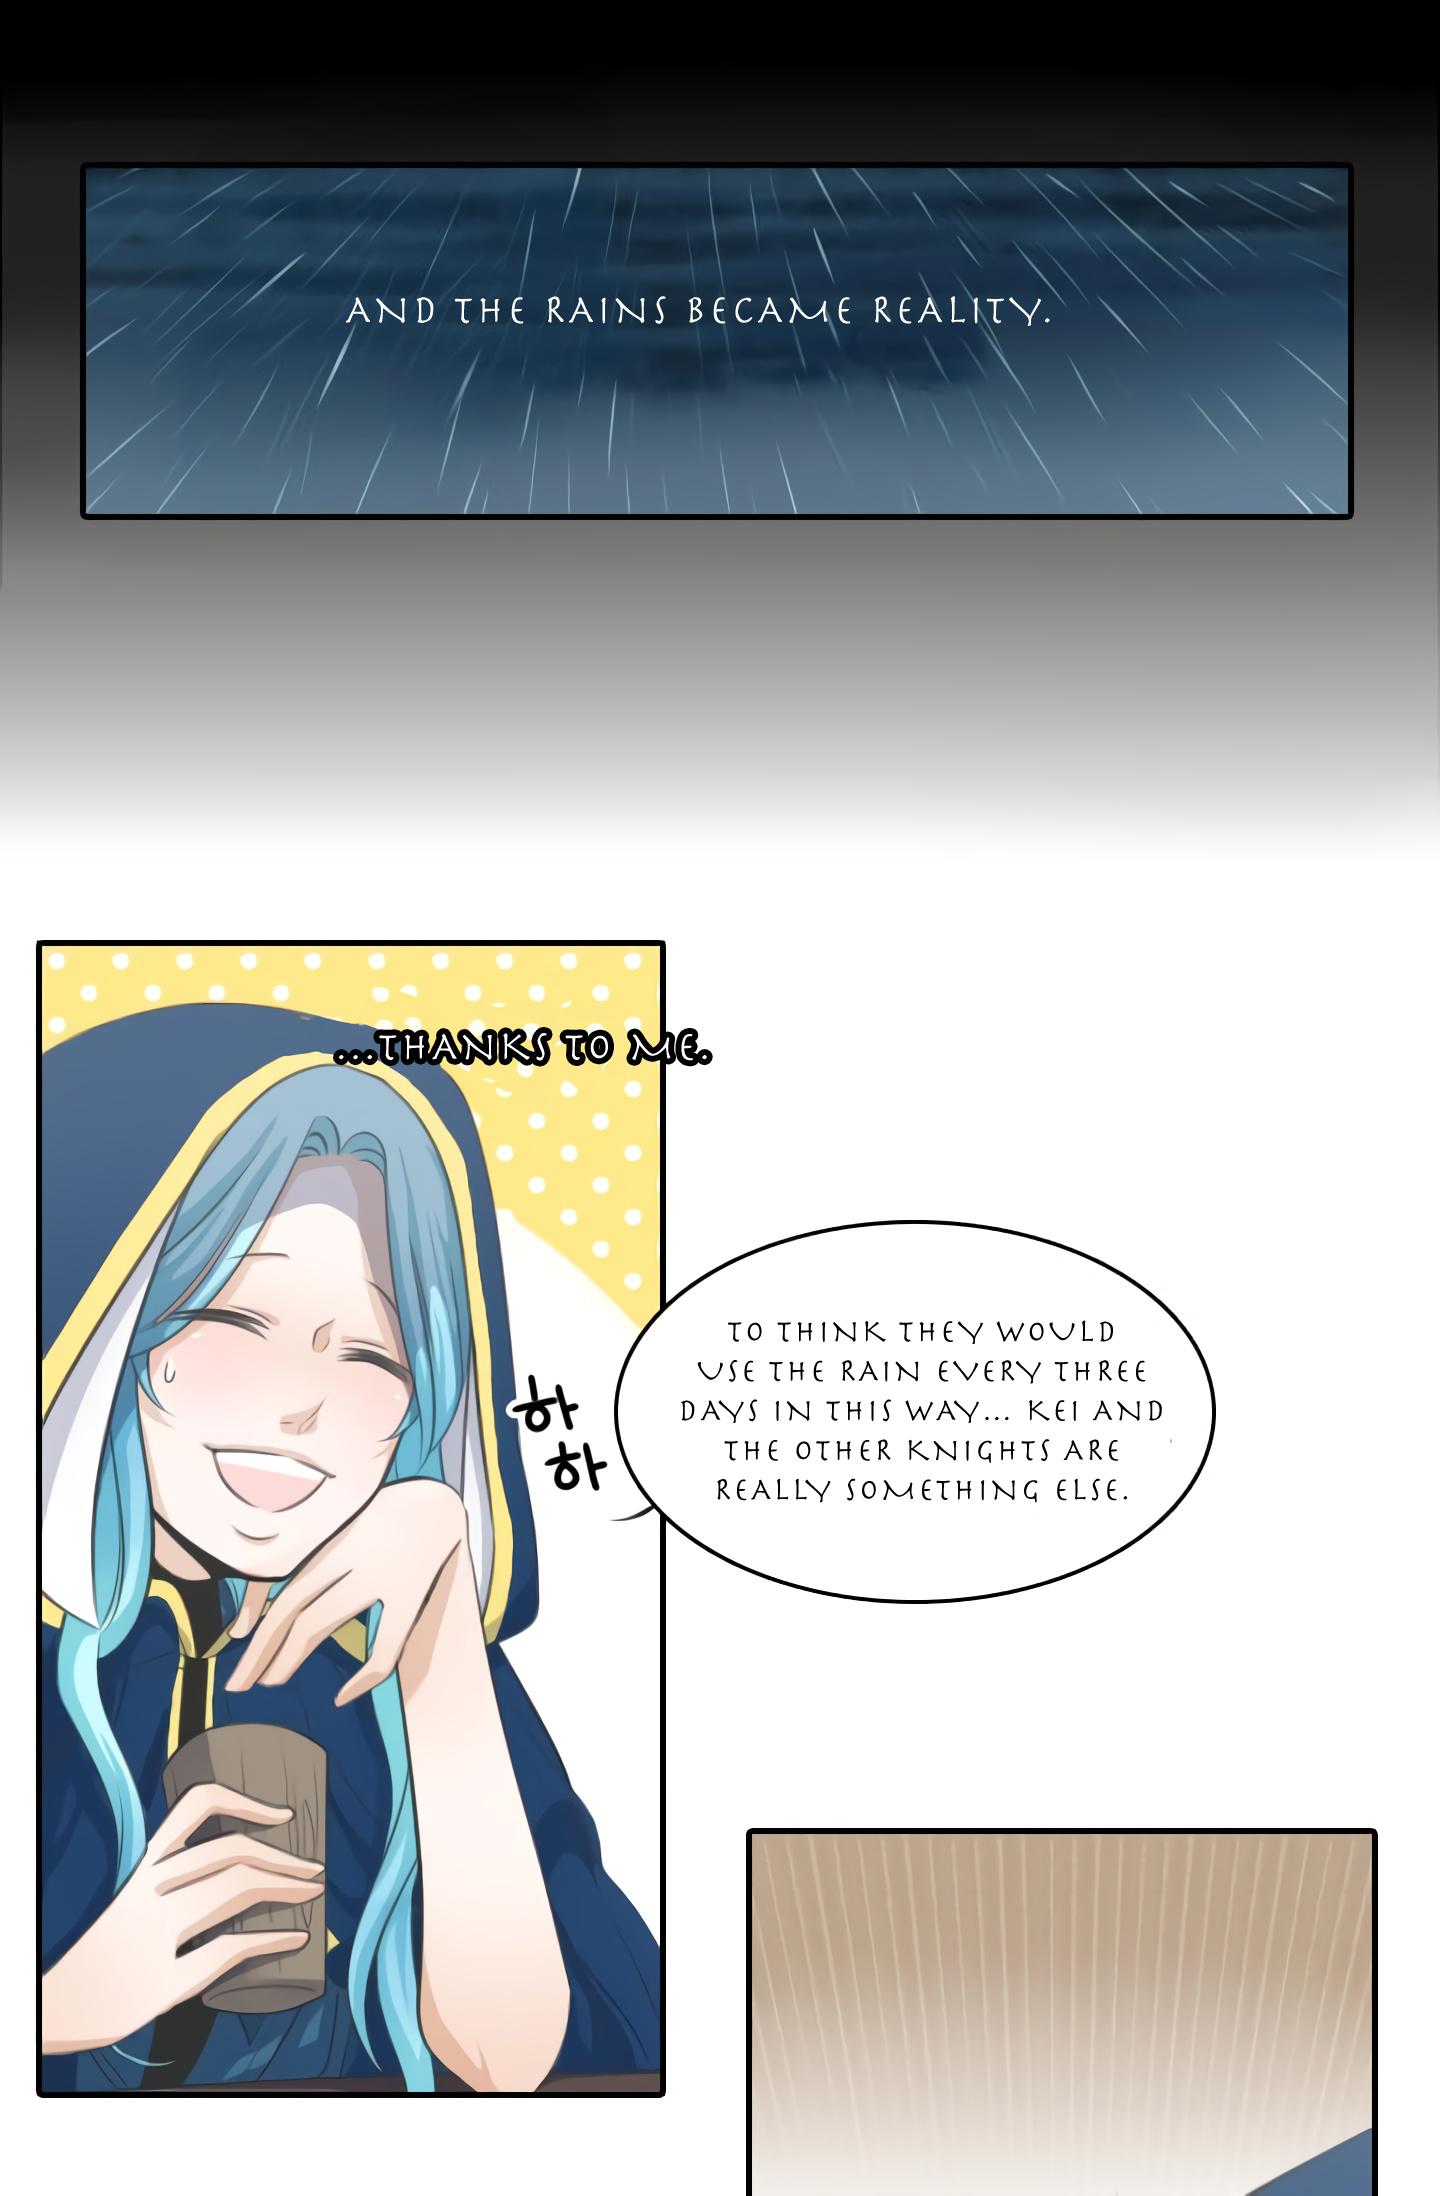 AND THE RAINS BECAME REALITY.
...THANKS TO ME.
TO THINK THEY WOULD
USE THE RAIN EVERY THREE
DAYS IN THIS WAY... KEI AND
THE OTHER KNIGHTS ARE
REALLY SOMETHING ELSE.
하
하